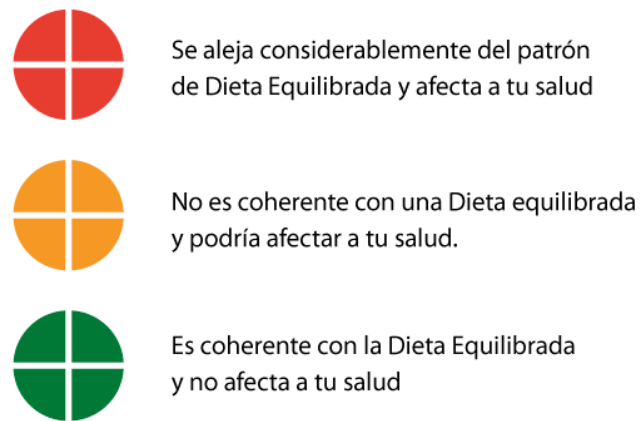 Se aleja considerablemente del patrón
de Dieta Equilibrada y afecta a tu salud
No es coherente con una Dieta equilibrada
y podría afectar a tu salud.
Es coherente con la Dieta Equilibrada
y no afecta a tu salud